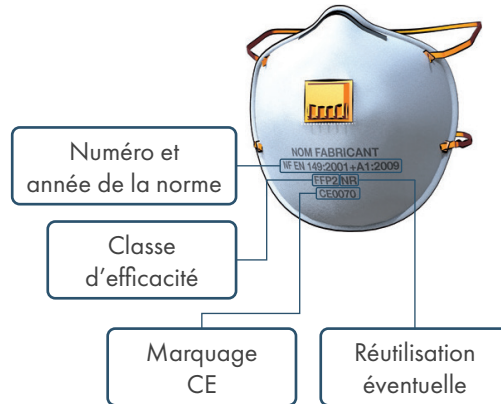 NOM FABRICANT
NF EN 149:2001+A1:2009
FFP2/NR
CE0070
Numéro et
année de la norme
Classe
d’efficacité
Marquage
CE
Réutilisation
éventuelle